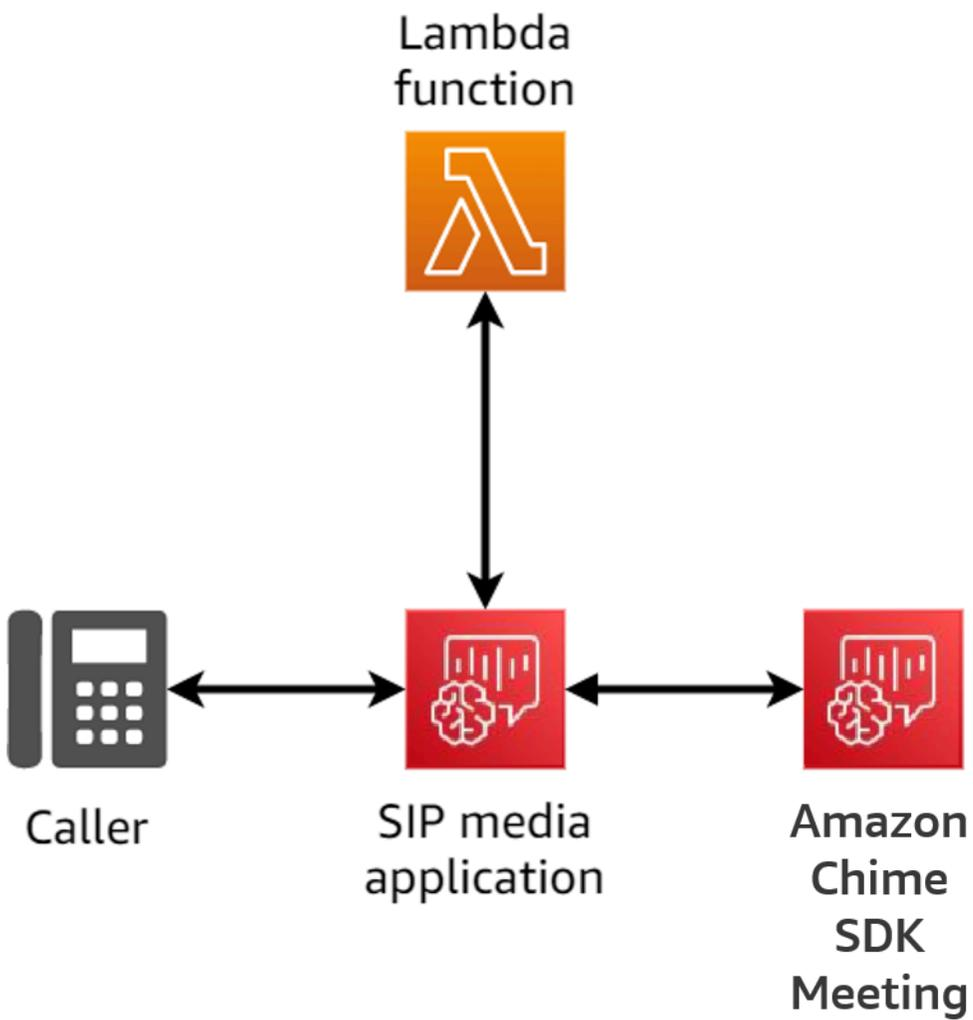 Lambda
function
Caller
SIP media
application
Amazon
Chime
SDK
Meeting